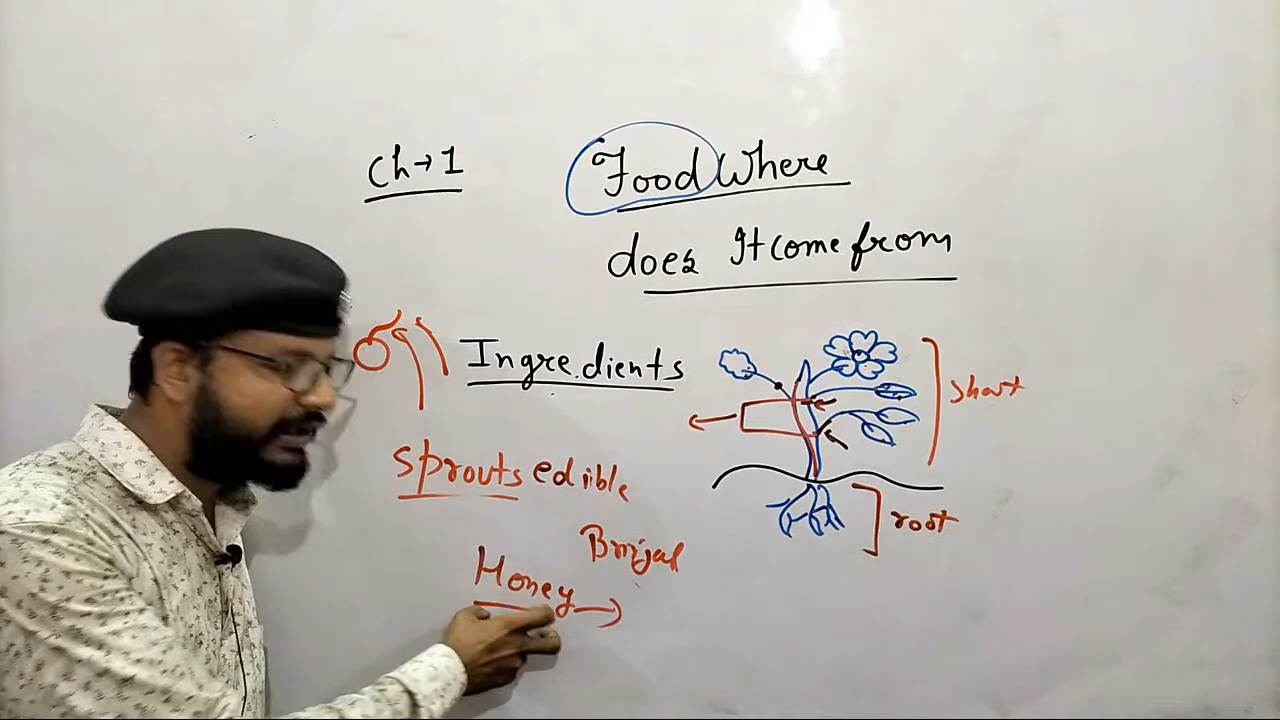 Ch→1
Food Where
does It come from
Ingredients
Shoot
Sprouts edible
root
Brinjal
Honey →